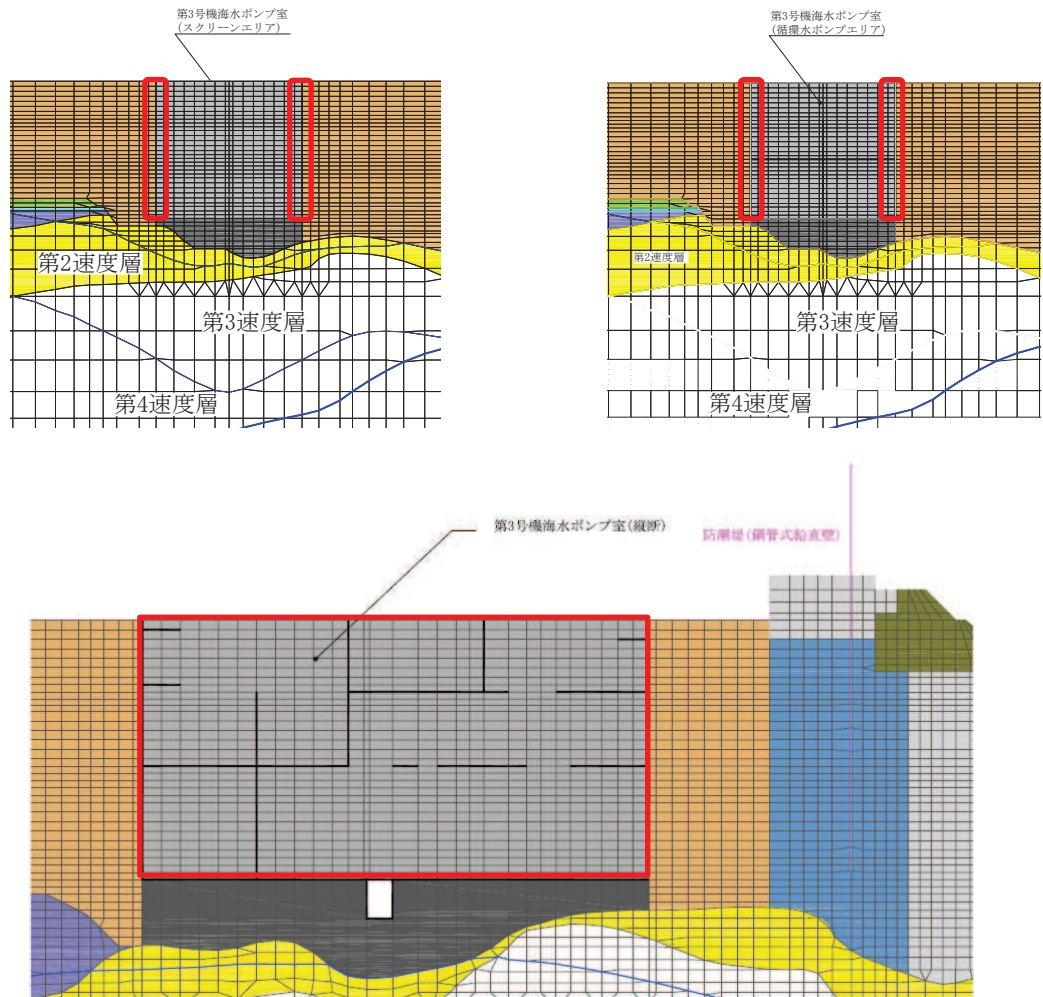 第3号機海水ポンプ室
(スクリーンエリア)
第3号機海水ポンプ室
(循環水ポンプエリア)
第2速度層
第3速度層
第4速度層
第2速度層
第3速度層
第4速度層
第3号機海水ポンプ室(縦断)
防潮堤(鋼管式鉛直壁)